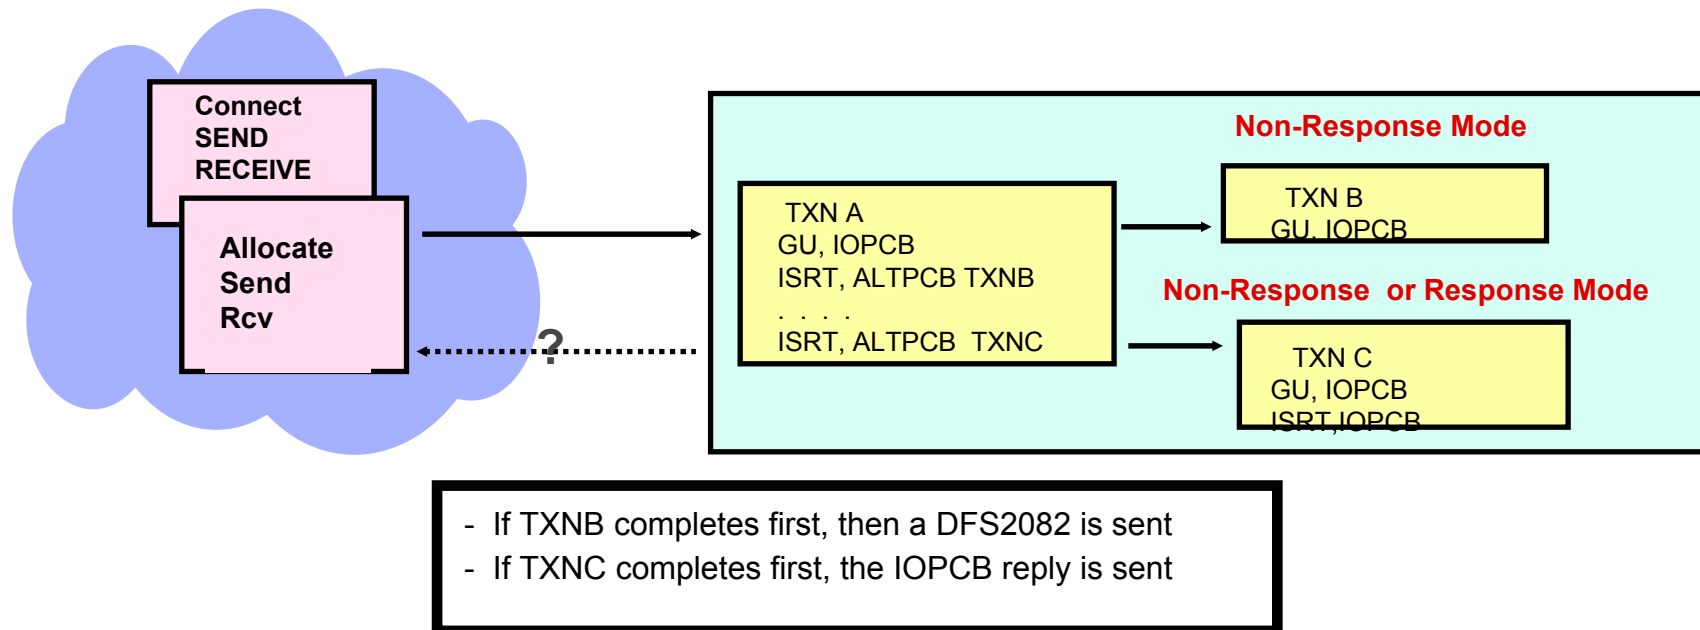 Connect
SEND
RECEIVE
Allocate
Send
Rcv
?
Non-Response Mode
TXN A
GU, IOPCB
ISRT, ALTPCB TXNB
. . . .
ISRT, ALTPCB TXNC
TXN B
GU, IOPCB
Non-Response or Response Mode
TXN C
GU, IOPCB
ISRT,IOPCB
- If TXNB completes first, then a DFS2082 is sent
- If TXNC completes first, the IOPCB reply is sent